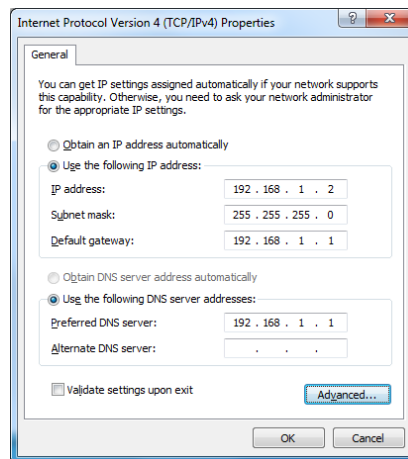 Internet Protocol Version 4 (TCP/IPv4) Properties
General
You can get IP settings assigned automatically if your network supports
this capability. Otherwise, you need to ask your network administrator
for the appropriate IP settings.
Obtain an IP address automatically
Use the following IP address:
IP address: 192 . 168 . 1 . 2
Subnet mask: 255 . 255 . 255 . 0
Default gateway: 192 . 168 . 1 . 1
Obtain DNS server address automatically
Use the following DNS server addresses:
Preferred DNS server: 192 . 168 . 1 . 1
Alternate DNS server: . . .
Validate settings upon exit
Advanced...
OK Cancel